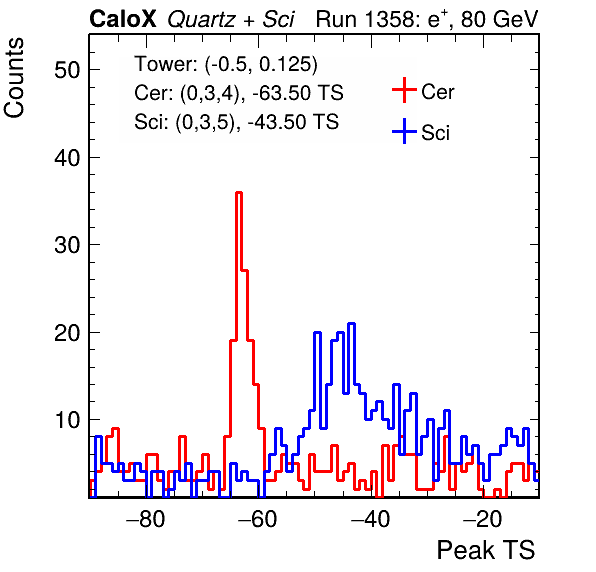 CaloX Quartz + Sci Run 1358: e+, 80 GeV
Counts
Tower: (-0.5, 0.125)
Cer: (0,3,4), -63.50 TS
Sci: (0,3,5), -43.50 TS
Cer
Sci
50
40
30
20
10
−80 −60 −40 −20
Peak TS